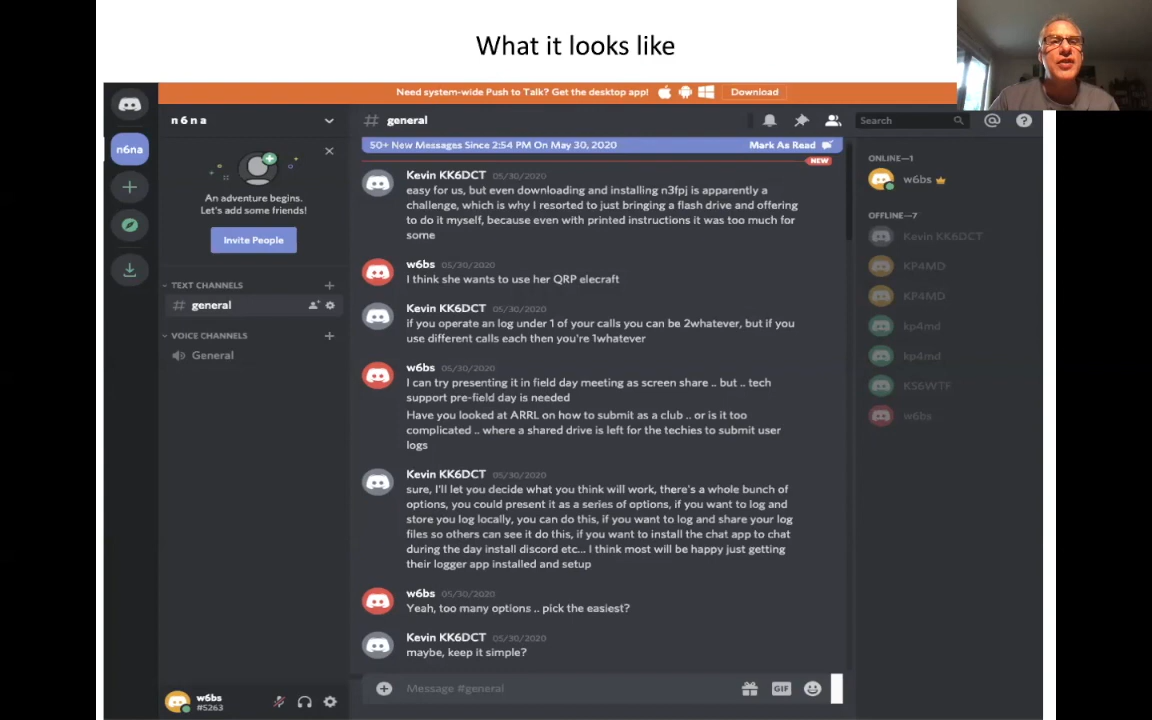 What it looks like
Need system-wide Push to Talk? Get the desktop app!
Download
n 6 n a
# general
Search
50+ New Messages Since 2:54 PM On May 30, 2020
Mark As Read
NEW
n6na
An adventure begins.
Let's add some friends!
Invite People
TEXT CHANNELS
# general
VOICE CHANNELS
General
Kevin KK6DCT 05/30/2020
easy for us, but even downloading and installing n3fpj is apparently a
challenge, which is why I resorted to just bringing a flash drive and offering
to do it myself, because even with printed instructions it was too much for
some
w6bs 05/30/2020
I think she wants to use her QRP elecraft
Kevin KK6DCT 05/30/2020
if you operate an log under 1 of your calls you can be 2whatever, but if you
use different calls each then you're 1whatever
w6bs 05/30/2020
I can try presenting it in field day meeting as screen share .. but .. tech
support pre-field day is needed
Have you looked at ARRL on how to submit as a club .. or is it too
complicated .. where a shared drive is left for the techies to submit user
logs
Kevin KK6DCT 05/30/2020
sure, I'll let you decide what you think will work, there's a whole bunch of
options, you could present it as a series of options, if you want to log and
store you log locally, you can do this, if you want to log and share your log
files so others can see it do this, if you want to install the chat app to chat
during the day install discord etc... I think most will be happy just getting
their logger app installed and setup
w6bs 05/30/2020
Yeah, too many options .. pick the easiest?
Kevin KK6DCT 05/30/2020
maybe, keep it simple?
Message #general
GIF
w6bs
#5263
ONLINE—1
w6bs
OFFLINE—7
Kevin KK6DCT
KP4MD
KP4MD
kp4md
kp4md
KS6WTF
w6bs